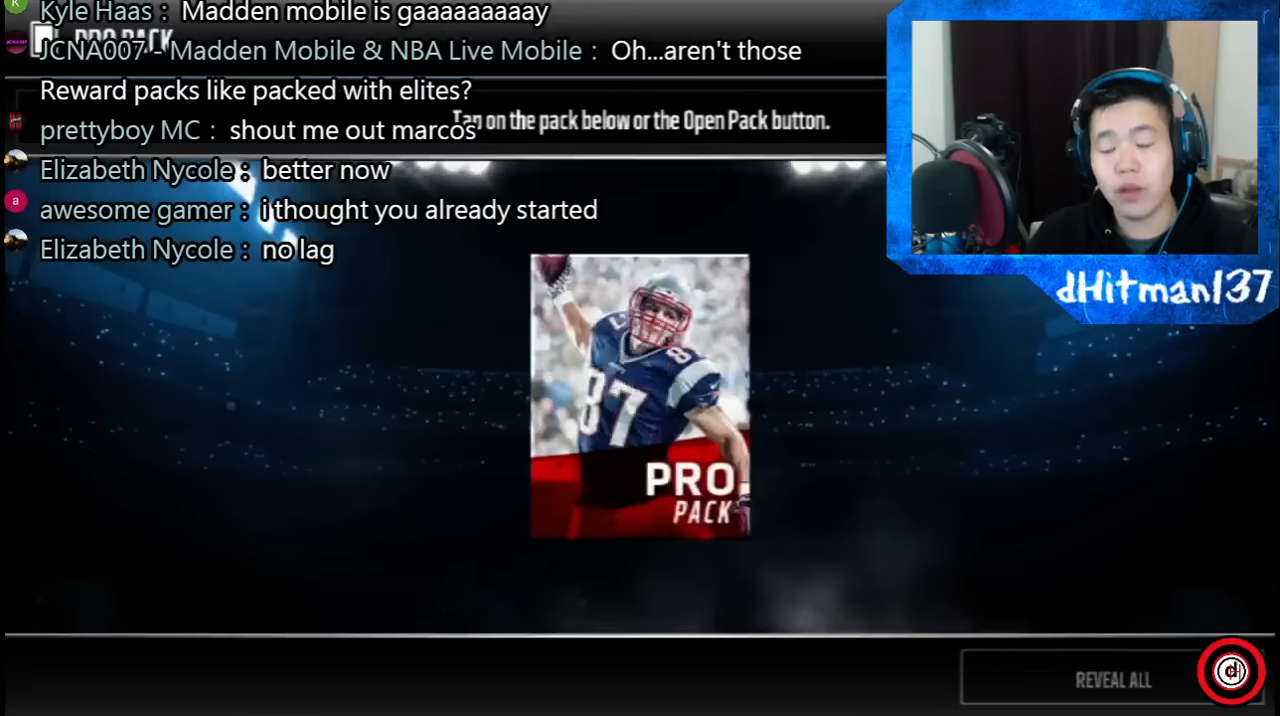 Kyle Haas : Madden mobile is gaaaaaaaaay
PRO PACK
JCNA007 - Madden Mobile & NBA Live Mobile : Oh...aren't those
Reward packs like packed with elites?
Tap on the pack below or the Open Pack button.
prettyboy MC : shout me out marcos
Elizabeth Nycole : better now
awesome gamer : i thought you already started
Elizabeth Nycole : no lag
dHitman137
87
PRO
PACK
REVEAL ALL
d